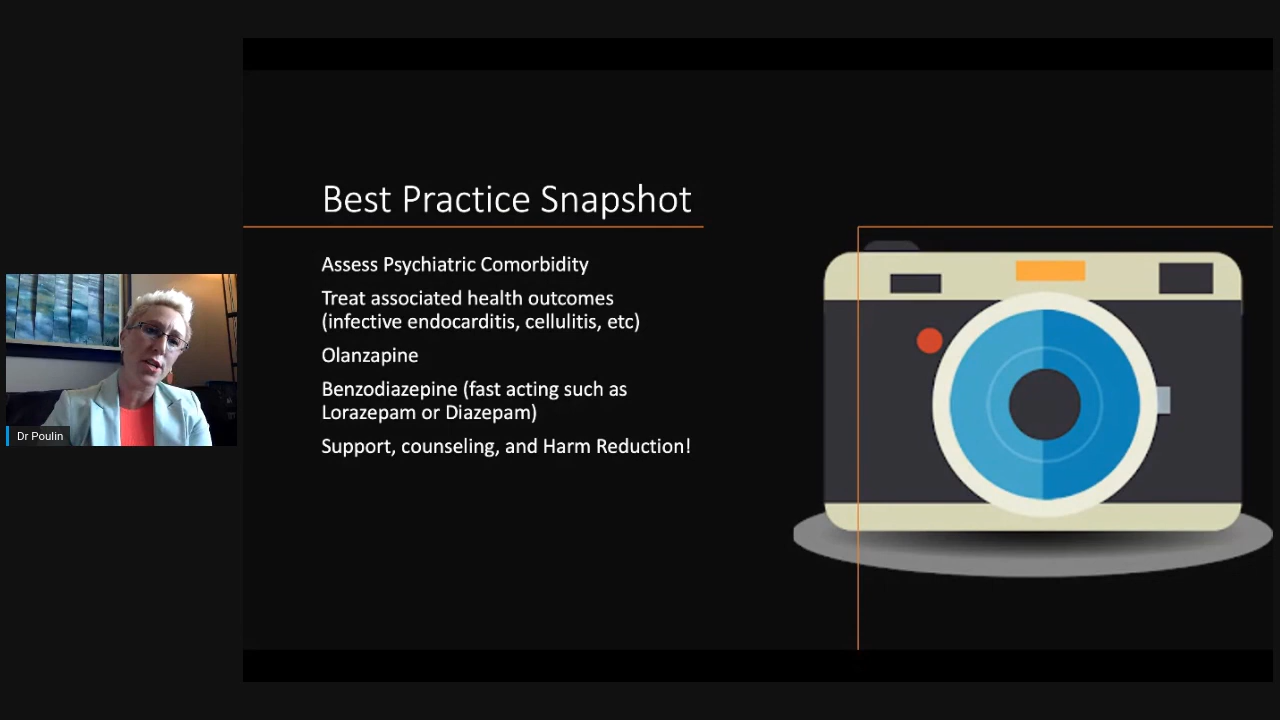 Best Practice Snapshot
Assess Psychiatric Comorbidity
Treat associated health outcomes
(infective endocarditis, cellulitis, etc)
Olanzapine
Benzodiazepine (fast acting such as
Lorazepam or Diazepam)
Support, counseling, and Harm Reduction!
Dr Poulin